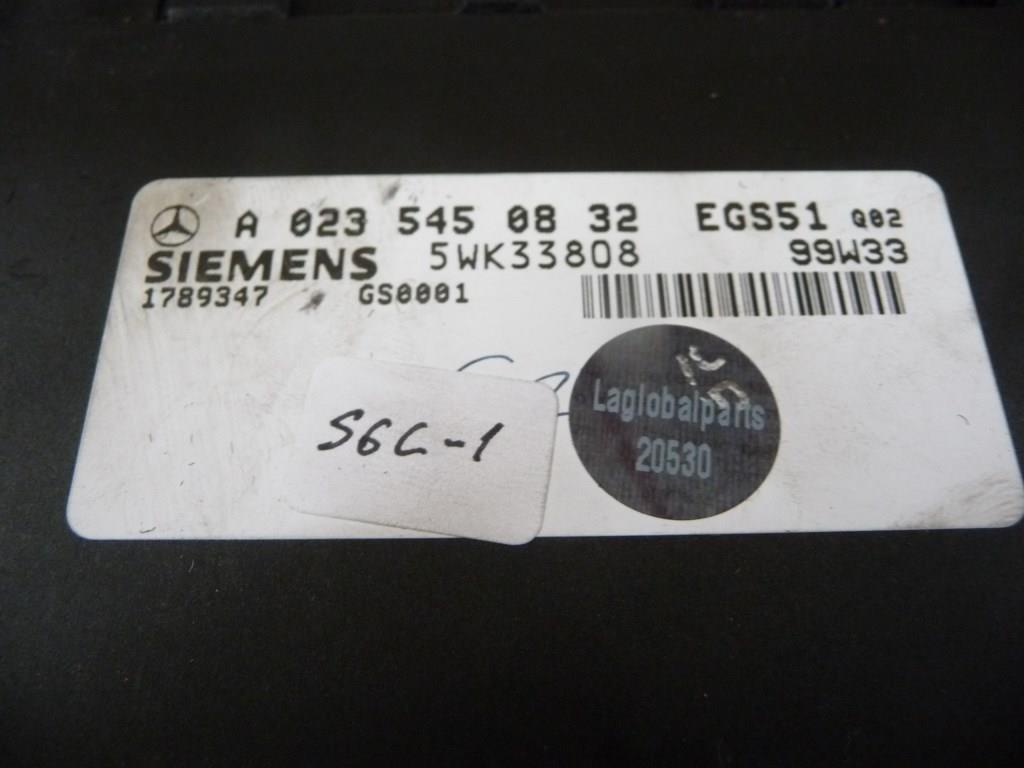 A 023 545 08 32 EGS51 Q02
SIEMENS 5WK33808 99W33
1789347 GS0001
S6C-1
Laglobalparts
20530